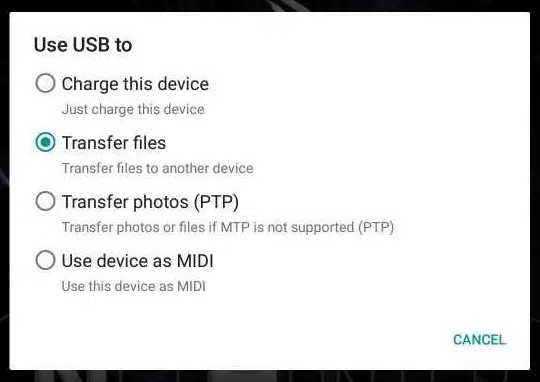 Use USB to
Charge this device
Just charge this device
Transfer files
Transfer files to another device
Transfer photos (PTP)
Transfer photos or files if MTP is not supported (PTP)
Use device as MIDI
Use this device as MIDI
CANCEL